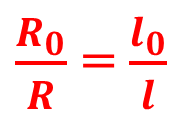 R₀/R = l₀/l